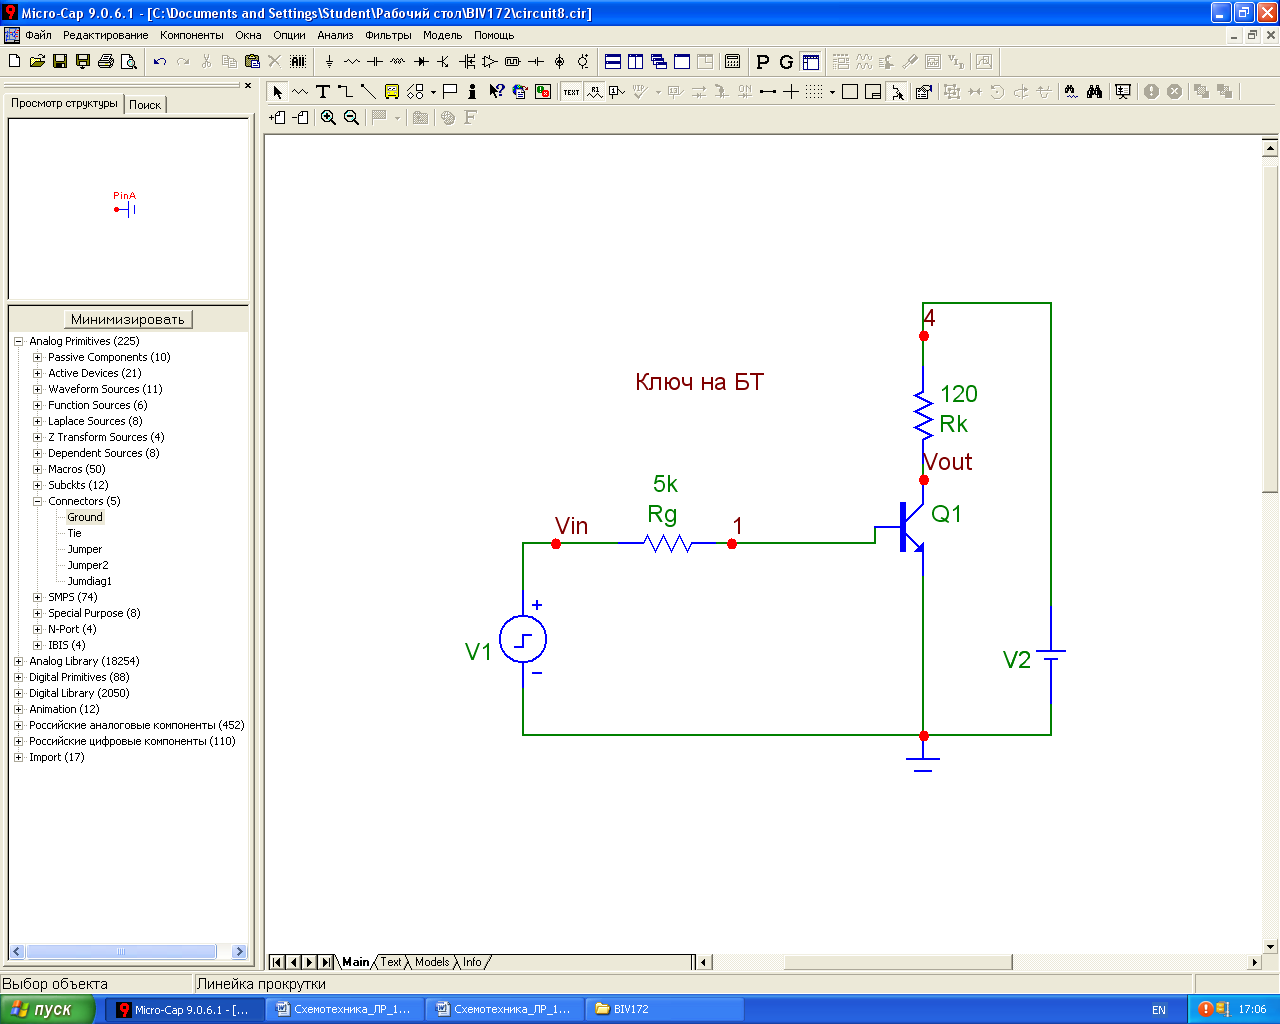 Micro-Cap 9.0.6.1 - [C:\Documents and Settings\Student\Рабочий стол\BIV172\circuit8.cir]
Файл Редактирование Компоненты Окна Опции Анализ Фильтры Модель Помощь
Просмотр структуры Поиск
PinA
Минимизировать
Analog Primitives (225)
Passive Components (10)
Active Devices (21)
Waveform Sources (11)
Function Sources (6)
Laplace Sources (8)
Z Transform Sources (4)
Dependent Sources (8)
Macros (50)
Subckts (12)
Connectors (5)
Ground
Tie
Jumper
Jumper2
Jumdiag1
SMPS (74)
Special Purpose (8)
N-Port (4)
IBIS (4)
Analog Library (18254)
Digital Primitives (88)
Digital Library (2050)
Animation (12)
Российские аналоговые компоненты (452)
Российские цифровые компоненты (110)
Import (17)
4
Ключ на БТ
120
Rk
Vout
5k
Rg
Q1
Vin
1
V1
V2
Main Text Models Info
Выбор объекта Линейка прокрутки
пуск Micro-Cap 9.0.6.1 - [... Схемотехника_ЛР_1... Схемотехника_ЛР_1... BIV172 EN 17:06